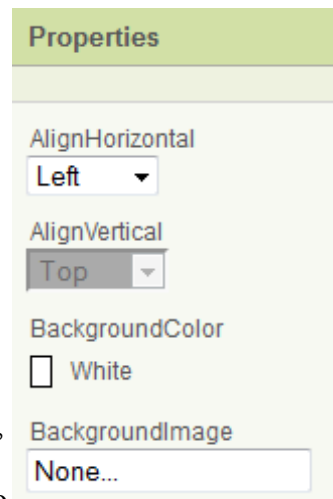 Properties
AlignHorizontal
Left
AlignVertical
Top
BackgroundColor
White
BackgroundImage
None...